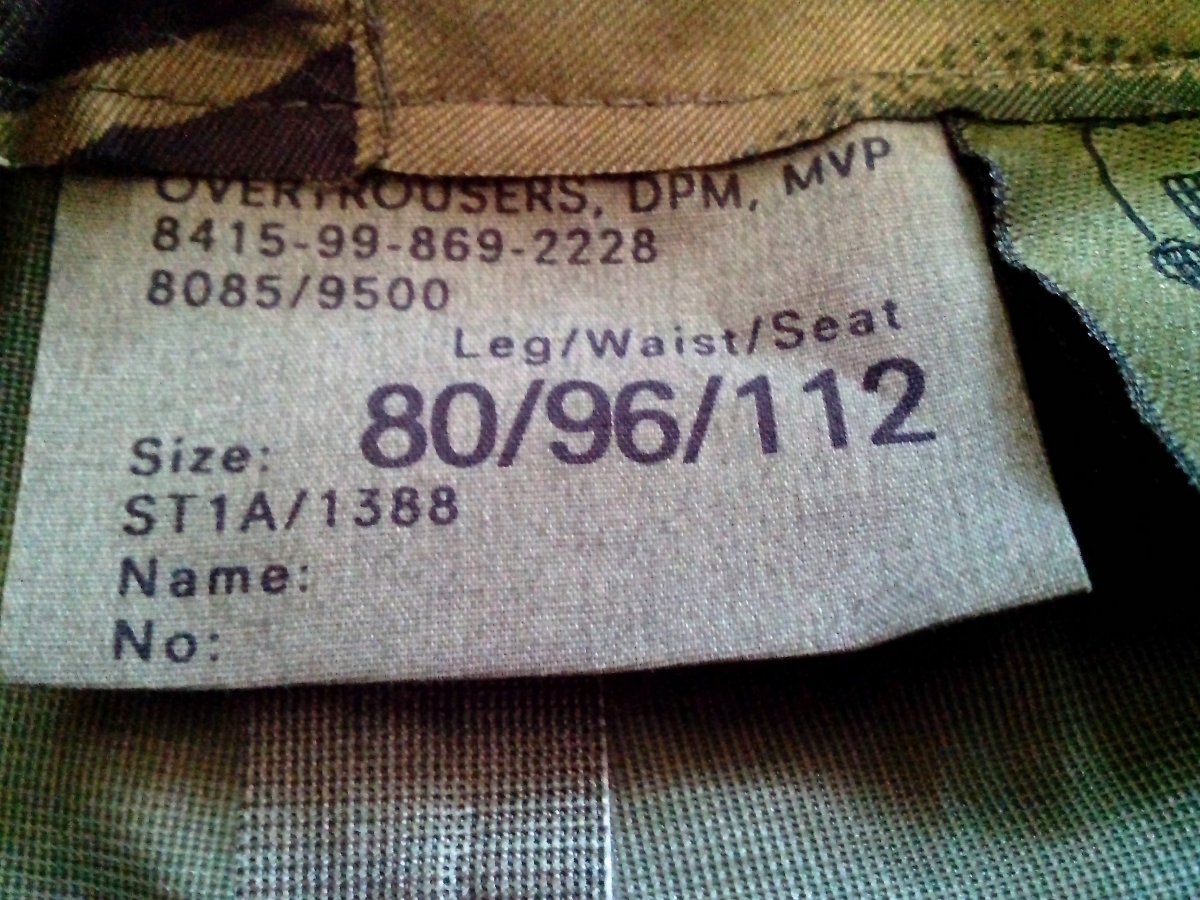 OVERTROUSERS, DPM, MVP
8415-99-869-2228
8085/9500
Leg/Waist/Seat
Size: 80/96/112
ST1A/1388
Name:
No: